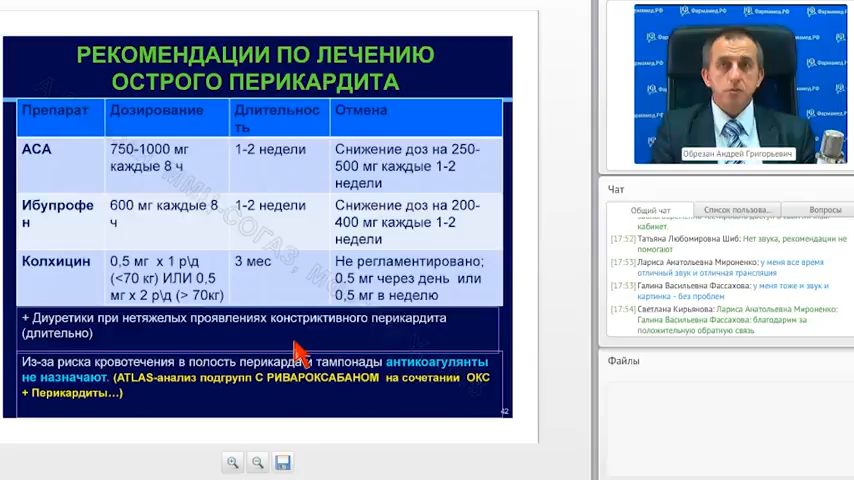 РЕКОМЕНДАЦИИ ПО ЛЕЧЕНИЮ
ОСТРОГО ПЕРИКАРДИТА
Препарат
Дозирование
Длительнос
ть
Отмена
АСА
750-1000 мг
каждые 8 ч
1-2 недели
Снижение доз на 250-
500 мг каждые 1-2
недели
Ибупрофе
н
600 мг каждые 8
ч
1-2 недели
Снижение доз на 200-
400 мг каждые 1-2
недели
Колхицин
0,5 мг х 1 р\д
(<70 кг) ИЛИ 0,5
мг х 2 р\д (> 70кг)
3 мес
Не регламентировано;
0.5 мг через день или
0,5 мг в неделю
+ Диуретики при нетяжелых проявлениях констриктивного перикардита
(длительно)
Из-за риска кровотечения в полость перикарда и тампонады антикоагулянты
не назначают. (ATLAS-анализ подгрупп С РИВАРОКСАБАНОМ на сочетании ОКС
+ Перикардиты...)
42
Фармамед.РФ
Фармамед.РФ
Фармамед.РФ
Обрезан Андрей Григорьевич
Чат
Общий чат
Список пользова...
Вопросы
кабинет.
[17:52] Татьяна Любомировна Шиб: Нет звука, рекомендации не
помогают
[17:53] Лариса Анатольевна Мироненко: у меня все время
отличный звук и отличная трансляция
[17:53] Галина Васильевна Фассахова: у меня тоже и звук и
картинка - без проблем
[17:54] Светлана Кирьянова: Лариса Анатольевна Мироненко:
Галина Васильевна Фассахова: благодарим за
положительную обратную связь
Файлы